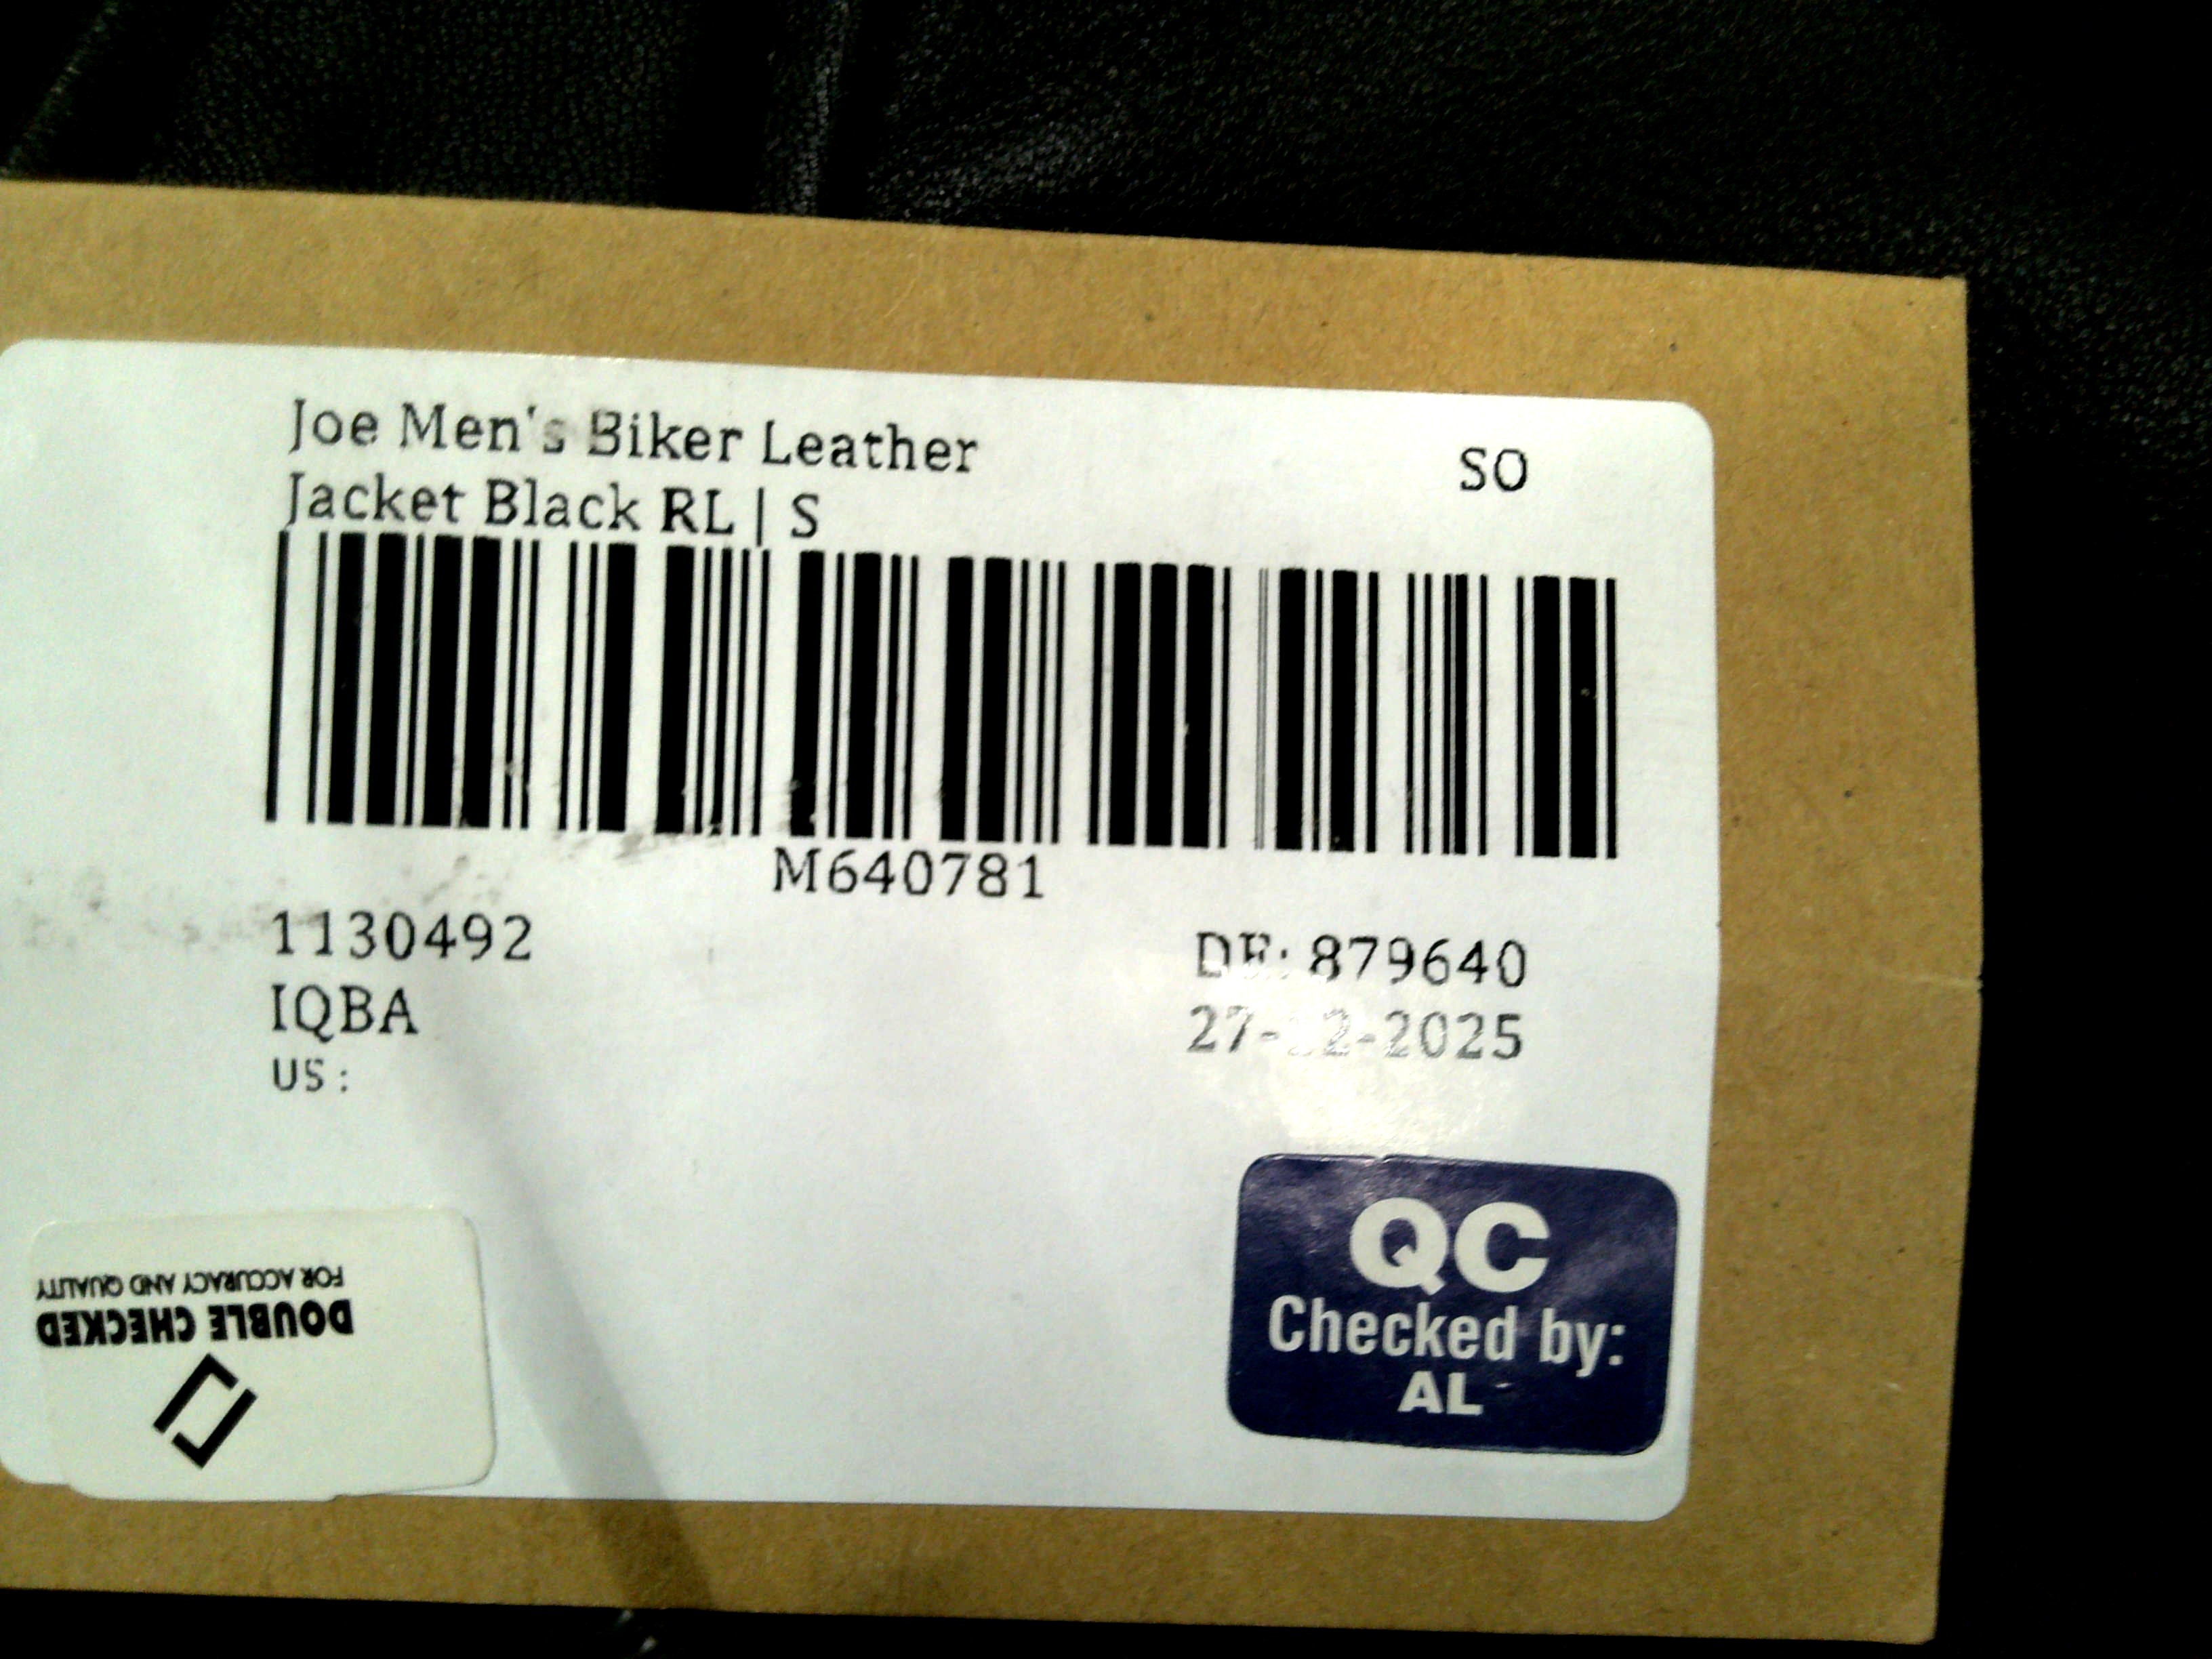 Joe Men's Biker Leather
Jacket Black RL | S
SO
M640781
1130492
DE: 879640
IQBA
US :
QC
Checked by:
AL
DOUBLE CHECKED
FOR ACCURACY AND QUALITY